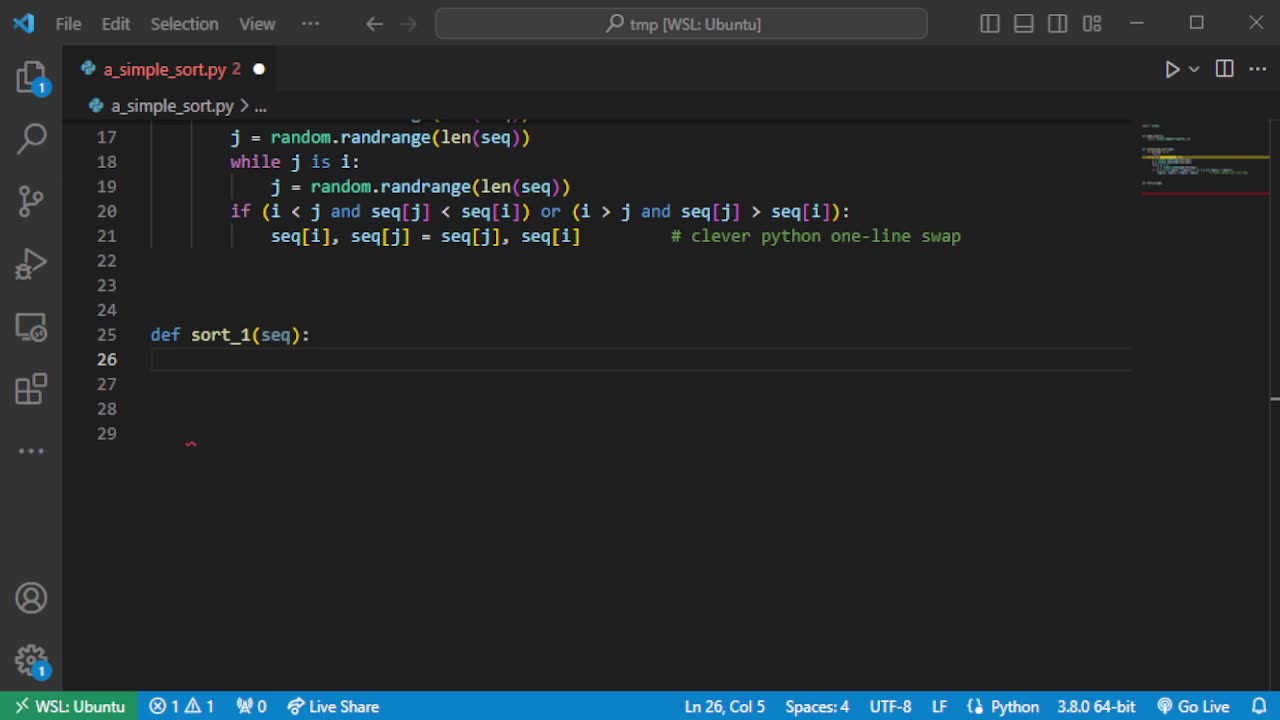 File Edit Selection View ··· tmp [WSL: Ubuntu]
1
a_simple_sort.py 2
a_simple_sort.py > ...
17 j = random.randrange(len(seq))
18 while j is i:
19 j = random.randrange(len(seq))
20 if (i < j and seq[j] < seq[i]) or (i > j and seq[j] > seq[i]):
21 seq[i], seq[j] = seq[j], seq[i] # clever python one-line swap
22
23
24
25 def sort_1(seq):
26
27
28
29
1
WSL: Ubuntu 1 1 0 Live Share Ln 26, Col 5 Spaces: 4 UTF-8 LF Python 3.8.0 64-bit Go Live